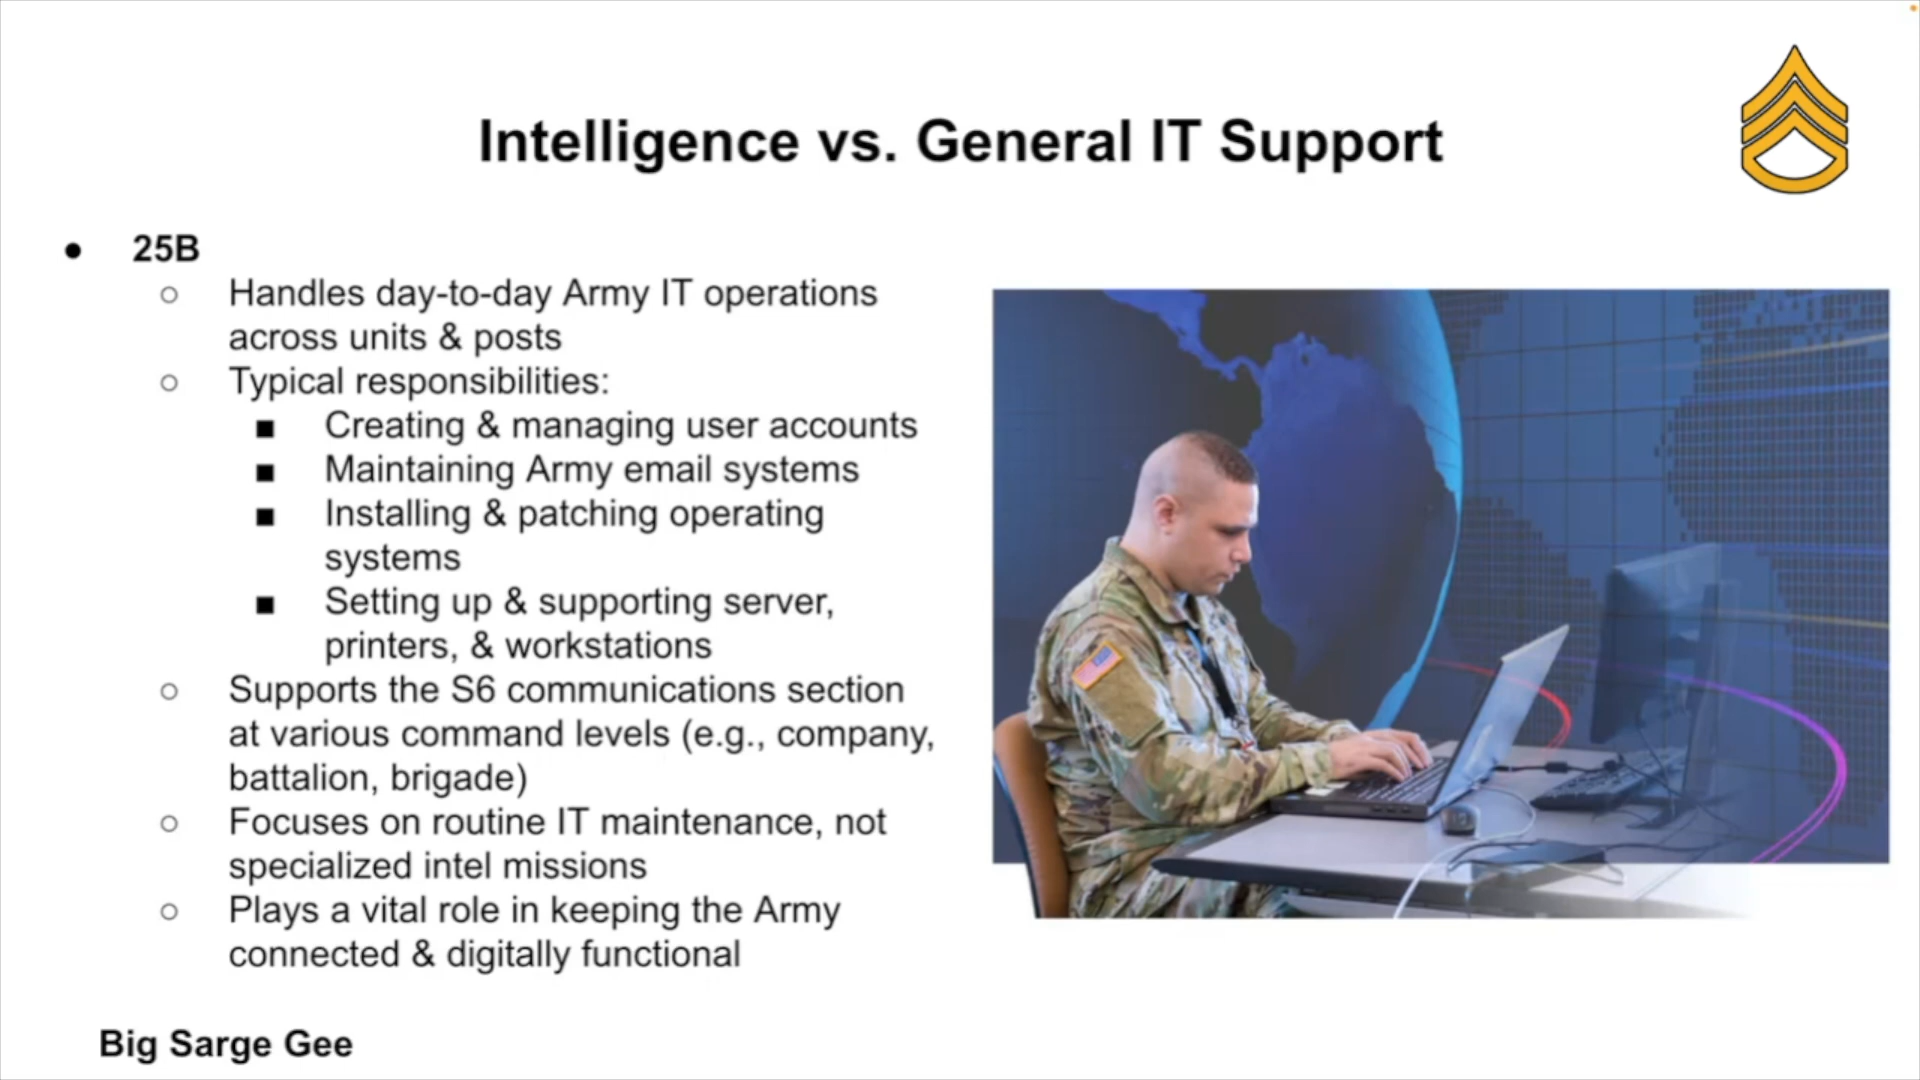 Intelligence vs. General IT Support
● 25B
○ Handles day-to-day Army IT operations
across units & posts
○ Typical responsibilities:
■ Creating & managing user accounts
■ Maintaining Army email systems
■ Installing & patching operating
systems
■ Setting up & supporting server,
printers, & workstations
○ Supports the S6 communications section
at various command levels (e.g., company,
battalion, brigade)
○ Focuses on routine IT maintenance, not
specialized intel missions
○ Plays a vital role in keeping the Army
connected & digitally functional
Big Sarge Gee